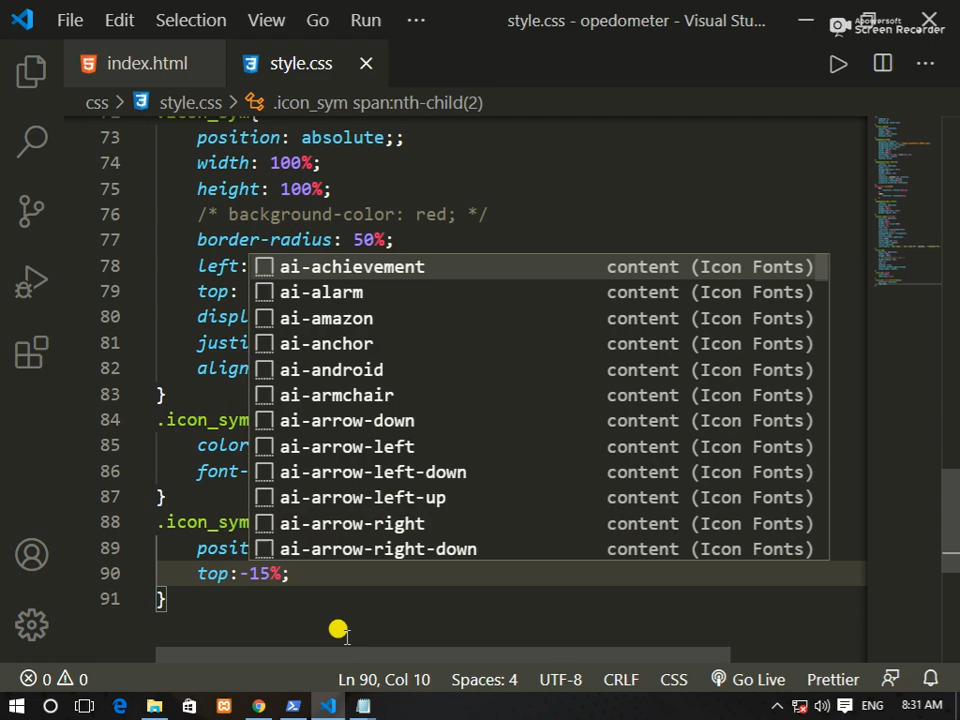 File Edit Selection View Go Run ··· style.css - opedometer - Visual Stu...
Apowersoft
Screen Recorder
index.html style.css
css > style.css > .icon_sym span:nth-child(2)
73 position: absolute;;
74 width: 100%;
75 height: 100%;
76 /* background-color: red; */
77 border-radius: 50%;
78 left:
79 top:
80 displ
81 justi
82 align
83 }
84 .icon_sym
85 color
86 font-
87 }
88 .icon_sym
89 posit
90 top:-15%;
91 }
ai-achievement content (Icon Fonts)
ai-alarm content (Icon Fonts)
ai-amazon content (Icon Fonts)
ai-anchor content (Icon Fonts)
ai-android content (Icon Fonts)
ai-armchair content (Icon Fonts)
ai-arrow-down content (Icon Fonts)
ai-arrow-left content (Icon Fonts)
ai-arrow-left-down content (Icon Fonts)
ai-arrow-left-up content (Icon Fonts)
ai-arrow-right content (Icon Fonts)
ai-arrow-right-down content (Icon Fonts)
0 0 Ln 90, Col 10 Spaces: 4 UTF-8 CRLF CSS Go Live Prettier
ENG 8:31 AM